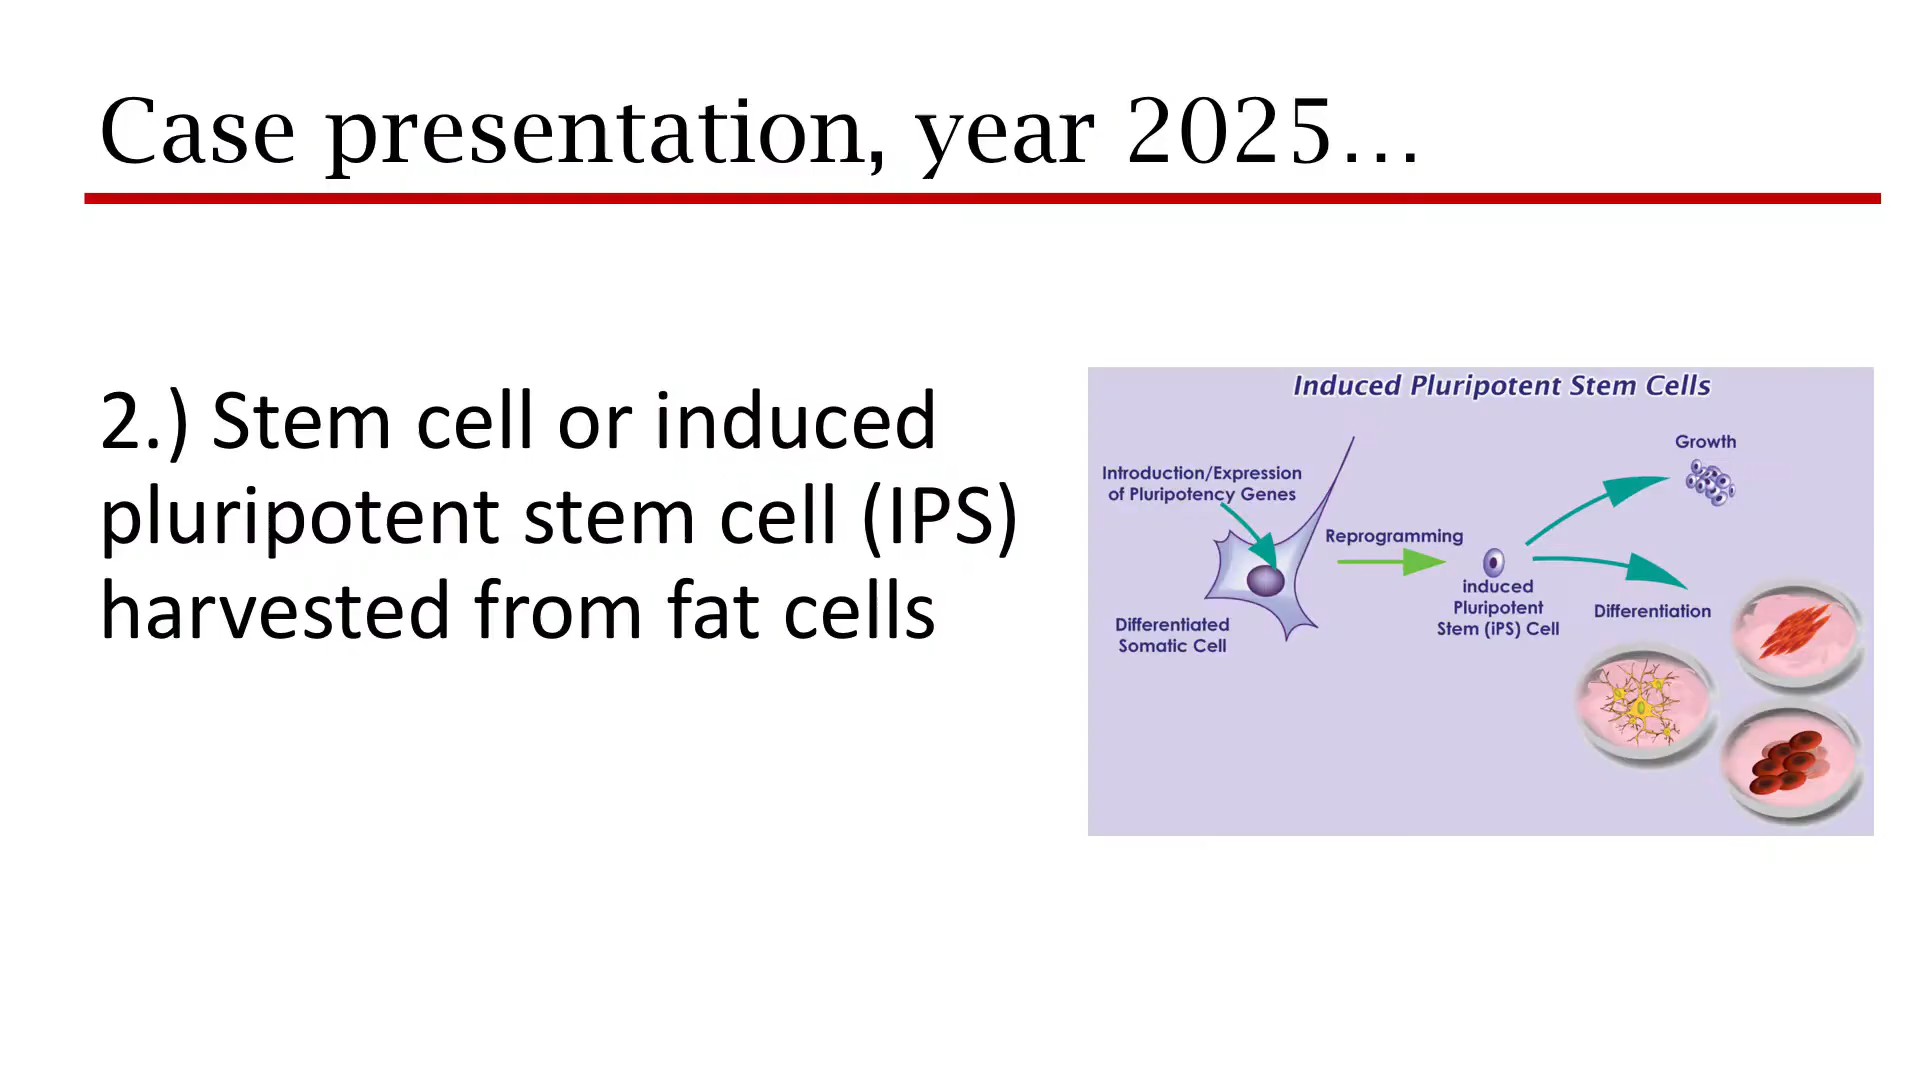 Case presentation, year 2025…
2.) Stem cell or induced
pluripotent stem cell (IPS)
harvested from fat cells
Induced Pluripotent Stem Cells
Introduction/Expression
of Pluripotency Genes
Differentiated
Somatic Cell
Reprogramming
induced
Pluripotent
Stem (iPS) Cell
Growth
Differentiation